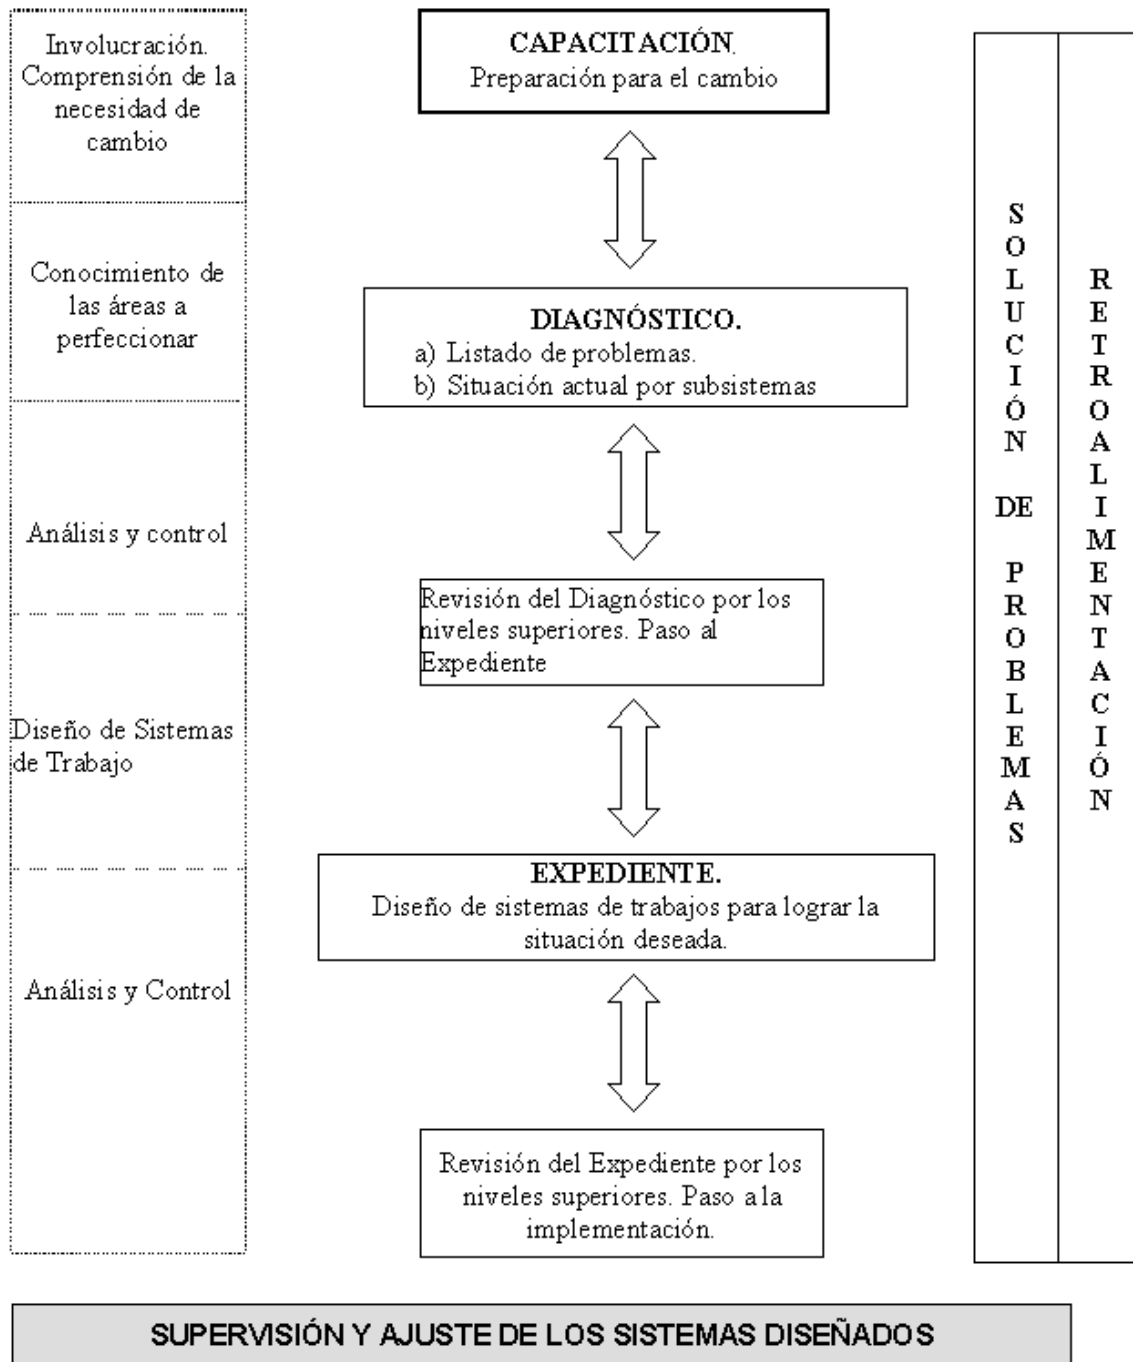 Involucración.
Comprensión de la
necesidad de
cambio
Conocimiento de
las áreas a
perfeccionar
Análisis y control
Diseño de Sistemas
de Trabajo
Análisis y Control
CAPACITACIÓN.
Preparación para el cambio
DIAGNÓSTICO.
a) Listado de problemas.
b) Situación actual por subsistemas
Revisión del Diagnóstico por los
niveles superiores. Paso al
Expediente
EXPEDIENTE.
Diseño de sistemas de trabajos para lograr la
situación deseada.
Revisión del Expediente por los
niveles superiores. Paso a la
implementación.
SOLUCIÓN DE PROBLEMAS
RETROALIMENTACIÓN
SUPERVISIÓN Y AJUSTE DE LOS SISTEMAS DISEÑADOS